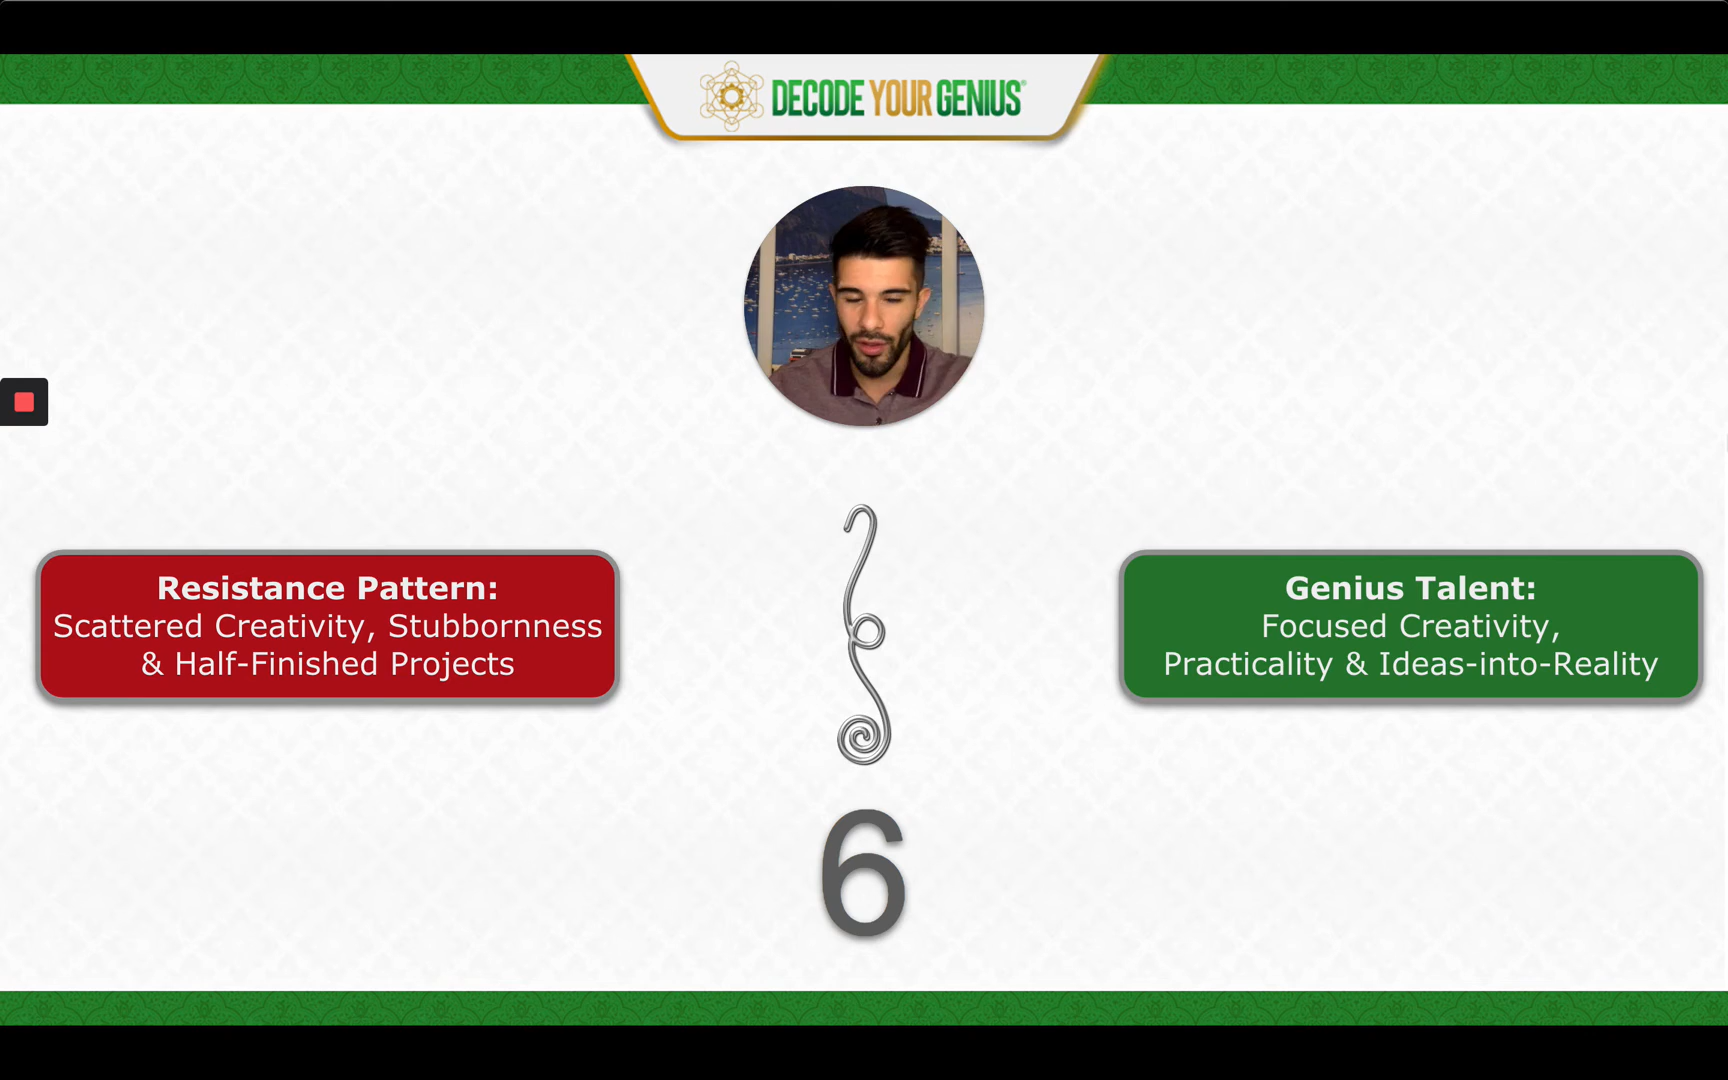 DECODE YOUR GENIUS®
Resistance Pattern:
Scattered Creativity, Stubbornness
& Half-Finished Projects
Genius Talent:
Focused Creativity,
Practicality & Ideas-into-Reality
6